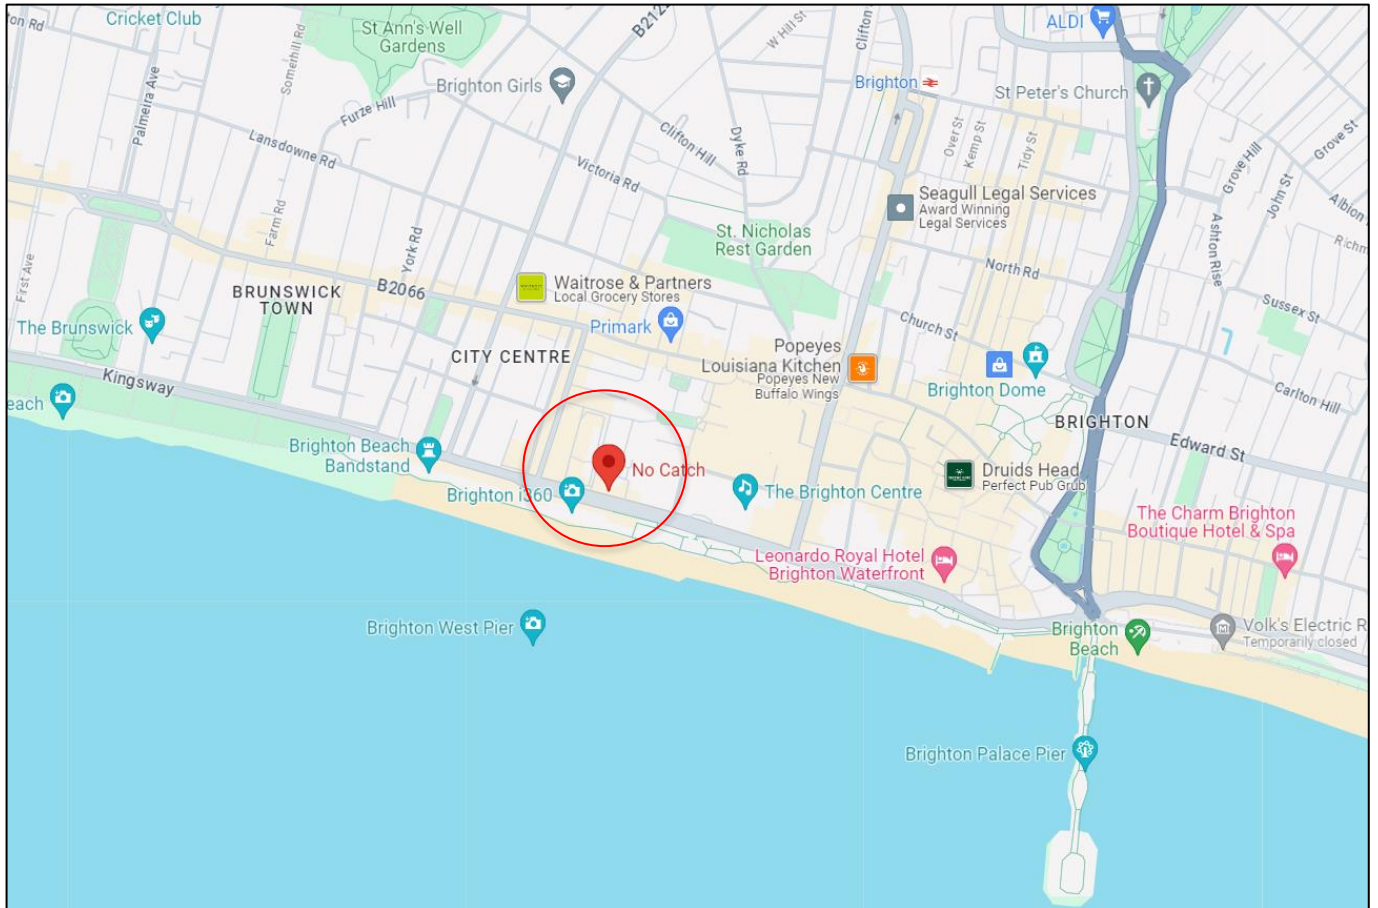 Cricket Club
St Ann's Well
Gardens
B2122
W Hill St
Clifton
ALDI
Somerhill Rd
Palmeira Ave
Brighton Girls
Brighton
St Peter's Church
Furze Hill
Lansdowne Rd
Clifton Hill
Dyke Rd
Over St
Kemp St
Tidy St
Grove Hill
Grove St
John St
Albion
Victoria Rd
Seagull Legal Services
Award Winning
Legal Services
Farm Rd
York Rd
St. Nicholas
Rest Garden
Ashton Rise
Richm
First Ave
North Rd
BRUNSWICK
TOWN
B2066
Waitrose & Partners
Local Grocery Stores
Sussex St
The Brunswick
Primark
Church St
CITY CENTRE
Popeyes
Louisiana Kitchen
Popeyes New
Buffalo Wings
Brighton Dome
Kingsway
each
Carlton Hill
BRIGHTON
Edward St
Brighton Beach
Bandstand
No Catch
Druids Head
Perfect Pub Grub
Brighton i360
The Brighton Centre
The Charm Brighton
Boutique Hotel & Spa
Leonardo Royal Hotel
Brighton Waterfront
Brighton West Pier
Brighton
Beach
Volk's Electric R
Temporarily closed
Brighton Palace Pier